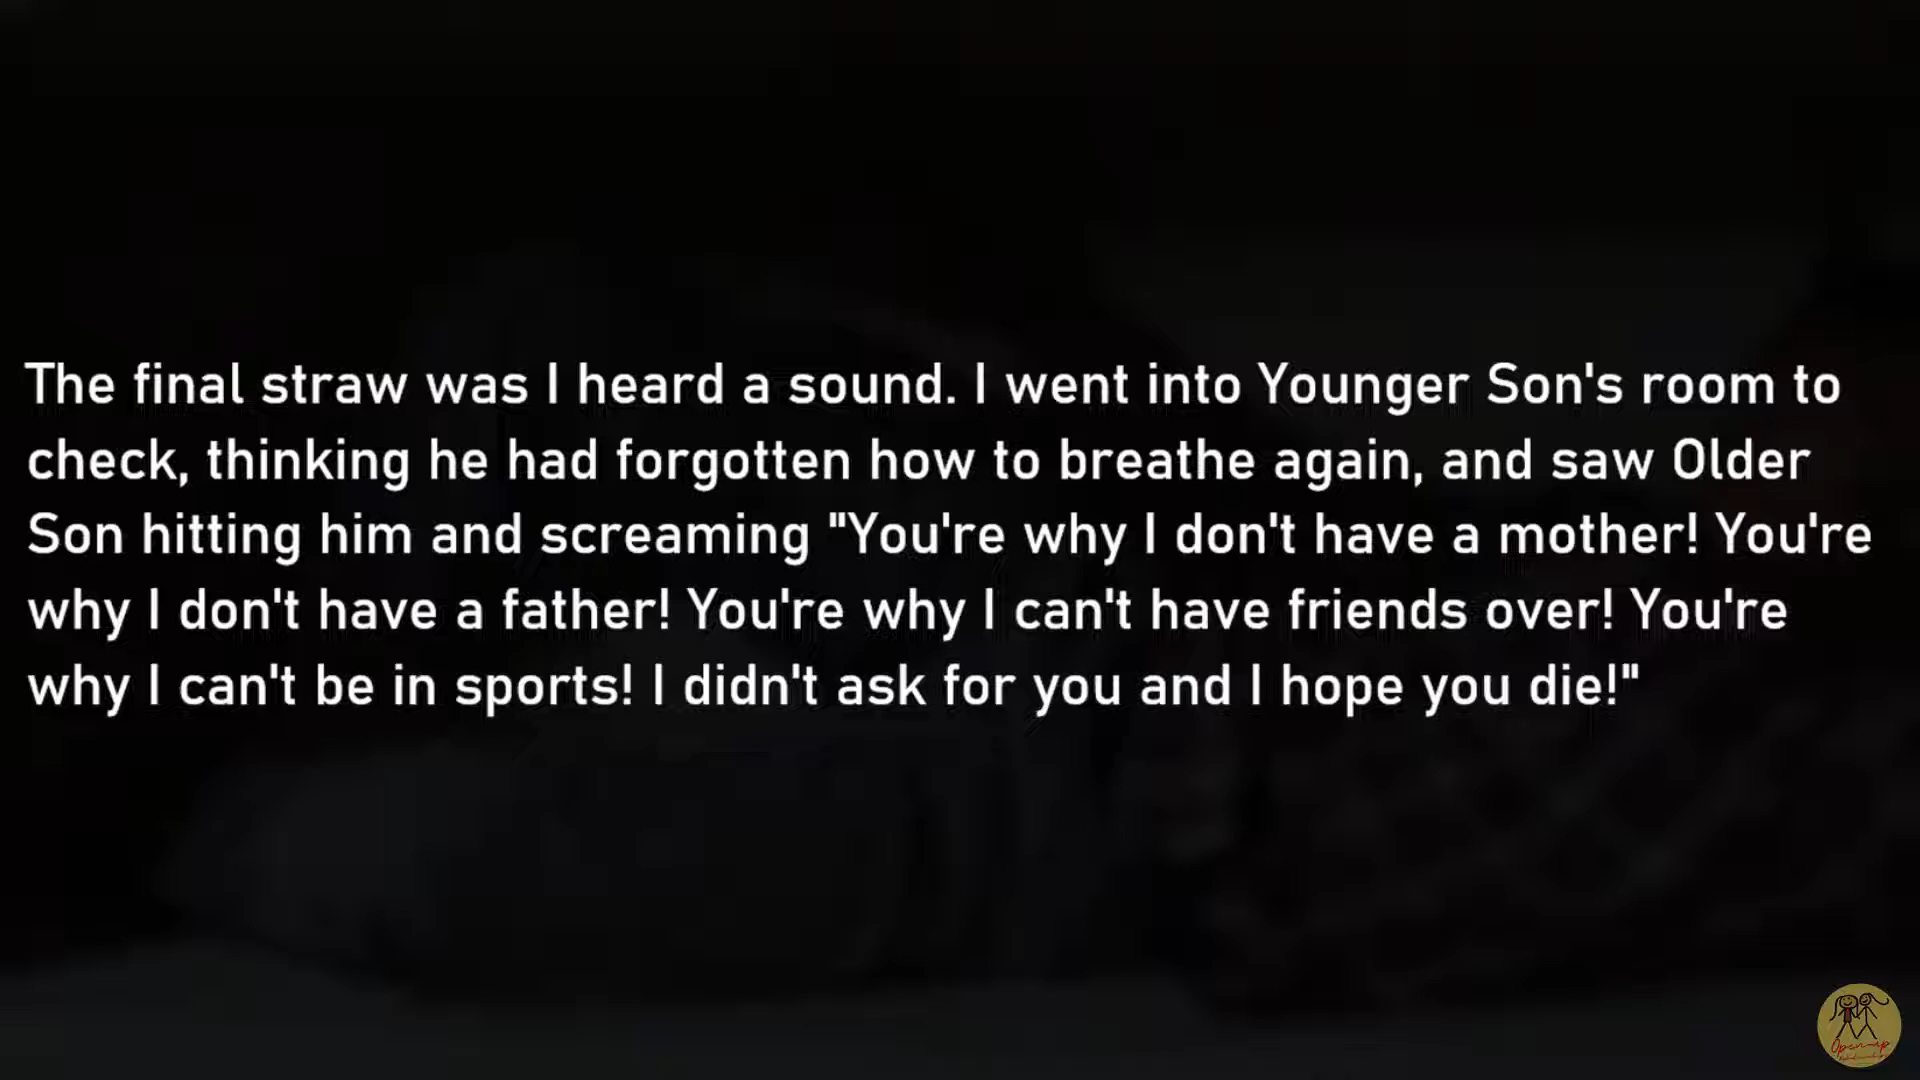 The final straw was I heard a sound. I went into Younger Son's room to
check, thinking he had forgotten how to breathe again, and saw Older
Son hitting him and screaming "You're why I don't have a mother! You're
why I don't have a father! You're why I can't have friends over! You're
why I can't be in sports! I didn't ask for you and I hope you die!"
Open-up